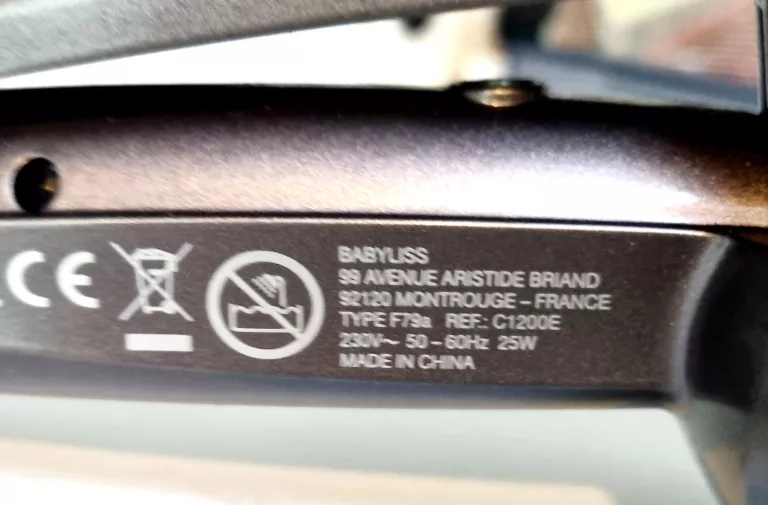 CE
BABYLISS
99 AVENUE ARISTIDE BRIAND
92120 MONTROUGE – FRANCE
TYPE F79a REF.: C1200E
230V~ 50 – 60Hz 25W
MADE IN CHINA